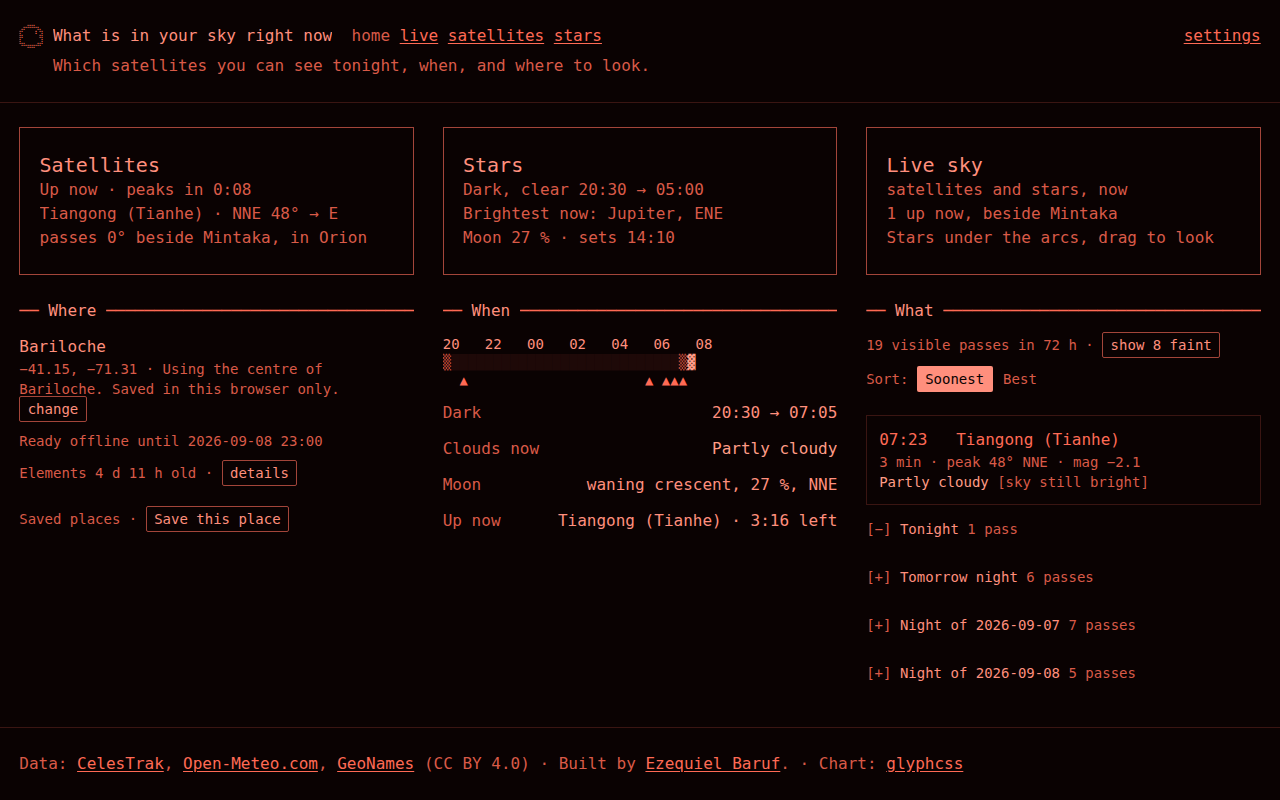 What is in your sky right now home live satellites stars settings
Which satellites you can see tonight, when, and where to look.
Satellites
Up now · peaks in 0:08
Tiangong (Tianhe) · NNE 48° → E
passes 0° beside Mintaka, in Orion
Stars
Dark, clear 20:30 → 05:00
Brightest now: Jupiter, ENE
Moon 27 % · sets 14:10
Live sky
satellites and stars, now
1 up now, beside Mintaka
Stars under the arcs, drag to look
Where
Bariloche
−41.15, −71.31 · Using the centre of
Bariloche. Saved in this browser only.
change
Ready offline until 2026-09-08 23:00
Elements 4 d 11 h old · details
Saved places · Save this place
When
20 22 00 02 04 06 08
Dark 20:30 → 07:05
Clouds now Partly cloudy
Moon waning crescent, 27 %, NNE
Up now Tiangong (Tianhe) · 3:16 left
What
19 visible passes in 72 h · show 8 faint
Sort: Soonest Best
07:23 Tiangong (Tianhe)
3 min · peak 48° NNE · mag −2.1
Partly cloudy [sky still bright]
[−] Tonight 1 pass
[+] Tomorrow night 6 passes
[+] Night of 2026-09-07 7 passes
[+] Night of 2026-09-08 5 passes
Data: CelesTrak, Open-Meteo.com, GeoNames (CC BY 4.0) · Built by Ezequiel Baruf. · Chart: glyphcss